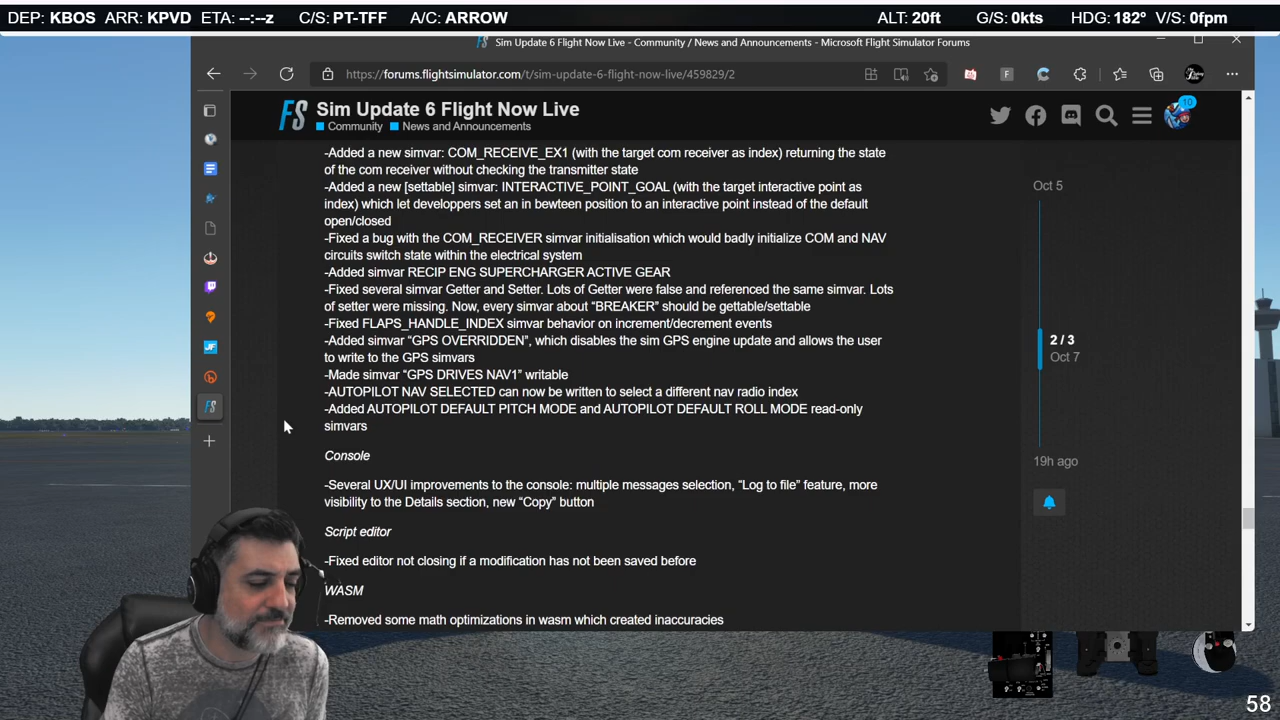 DEP: KBOS ARR: KPVD ETA: --:--z C/S: PT-TFF A/C: ARROW ALT: 20ft G/S: 0kts HDG: 182° V/S: 0fpm
Sim Update 6 Flight Now Live - Community / News and Announcements - Microsoft Flight Simulator Forums
https://forums.flightsimulator.com/t/sim-update-6-flight-now-live/459829/2
FS Sim Update 6 Flight Now Live
Community News and Announcements
10
-Added a new simvar: COM_RECEIVE_EX1 (with the target com receiver as index) returning the state
of the com receiver without checking the transmitter state
-Added a new [settable] simvar: INTERACTIVE_POINT_GOAL (with the target interactive point as
index) which let developpers set an in bewteen position to an interactive point instead of the default
open/closed
-Fixed a bug with the COM_RECEIVER simvar initialisation which would badly initialize COM and NAV
circuits switch state within the electrical system
-Added simvar RECIP ENG SUPERCHARGER ACTIVE GEAR
-Fixed several simvar Getter and Setter. Lots of Getter were false and referenced the same simvar. Lots
of setter were missing. Now, every simvar about “BREAKER” should be gettable/settable
-Fixed FLAPS_HANDLE_INDEX simvar behavior on increment/decrement events
-Added simvar “GPS OVERRIDDEN”, which disables the sim GPS engine update and allows the user
to write to the GPS simvars
-Made simvar “GPS DRIVES NAV1” writable
-AUTOPILOT NAV SELECTED can now be written to select a different nav radio index
-Added AUTOPILOT DEFAULT PITCH MODE and AUTOPILOT DEFAULT ROLL MODE read-only
simvars
Console
-Several UX/UI improvements to the console: multiple messages selection, “Log to file” feature, more
visibility to the Details section, new “Copy” button
Script editor
-Fixed editor not closing if a modification has not been saved before
WASM
-Removed some math optimizations in wasm which created inaccuracies
Oct 5
2 / 3
Oct 7
19h ago
58